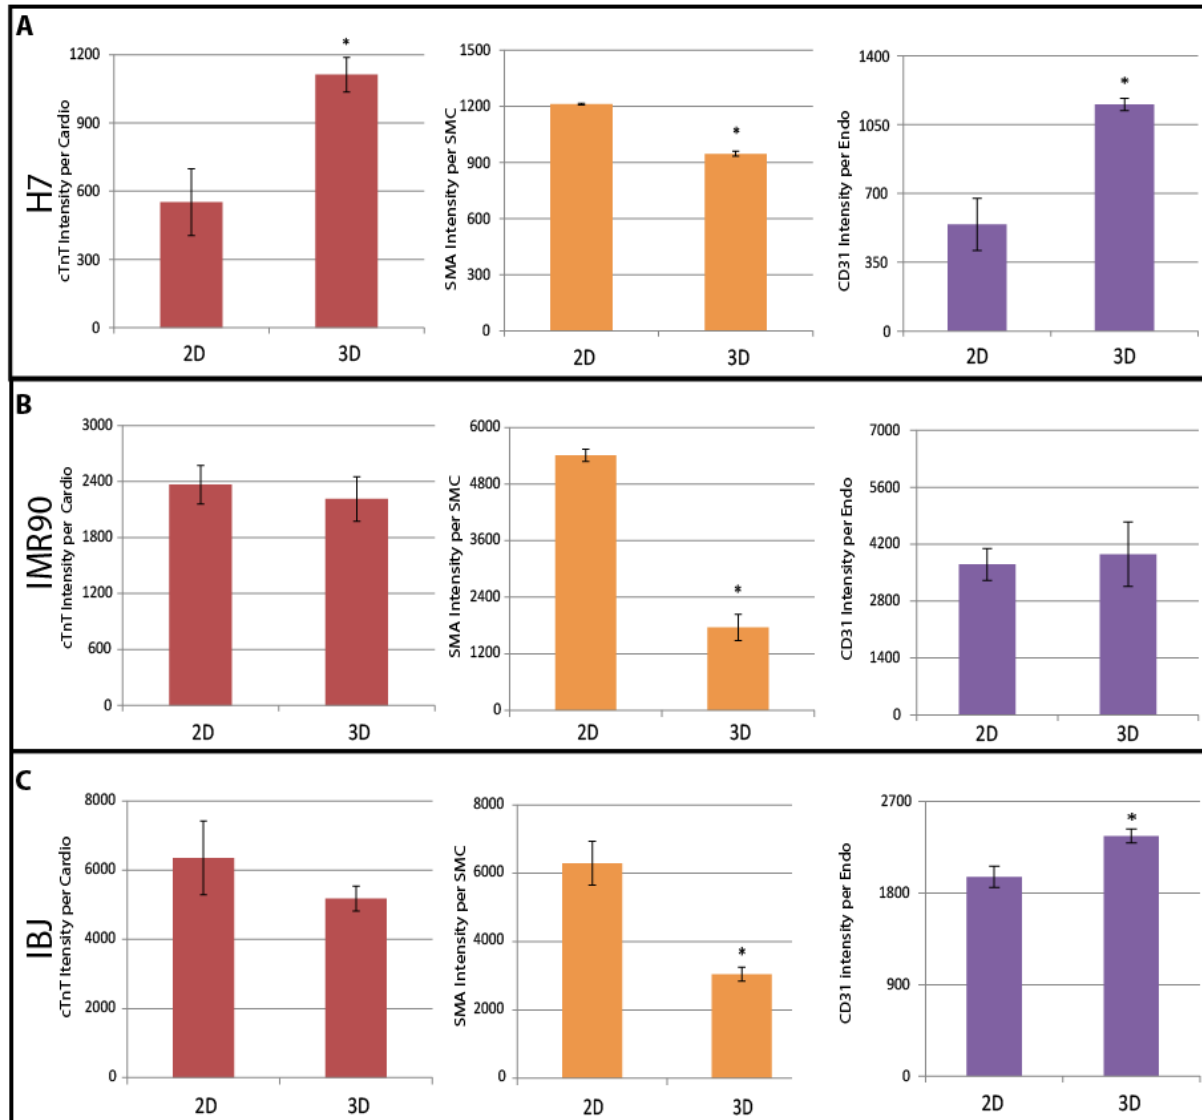 A
H7
cTnT Intensity per Cardio
1200
900
600
300
0
*
2D
3D
SMA Intensity per SMC
1500
1200
900
600
300
0
*
2D
3D
CD31 Intensity per Endo
1400
1050
700
350
0
*
2D
3D
B
IMR90
cTnT Intensity per Cardio
3000
2400
1800
1200
600
0
2D
3D
SMA Intensity per SMC
6000
4800
3600
2400
1200
0
*
2D
3D
CD31 Intensity per Endo
7000
5600
4200
2800
1400
0
2D
3D
C
IBJ
cTnT Itensity per Cardio
8000
6000
4000
2000
0
2D
3D
SMA Intensity per SMC
8000
6000
4000
2000
0
*
2D
3D
CD31 intensity per Endo
2700
1800
900
0
*
2D
3D